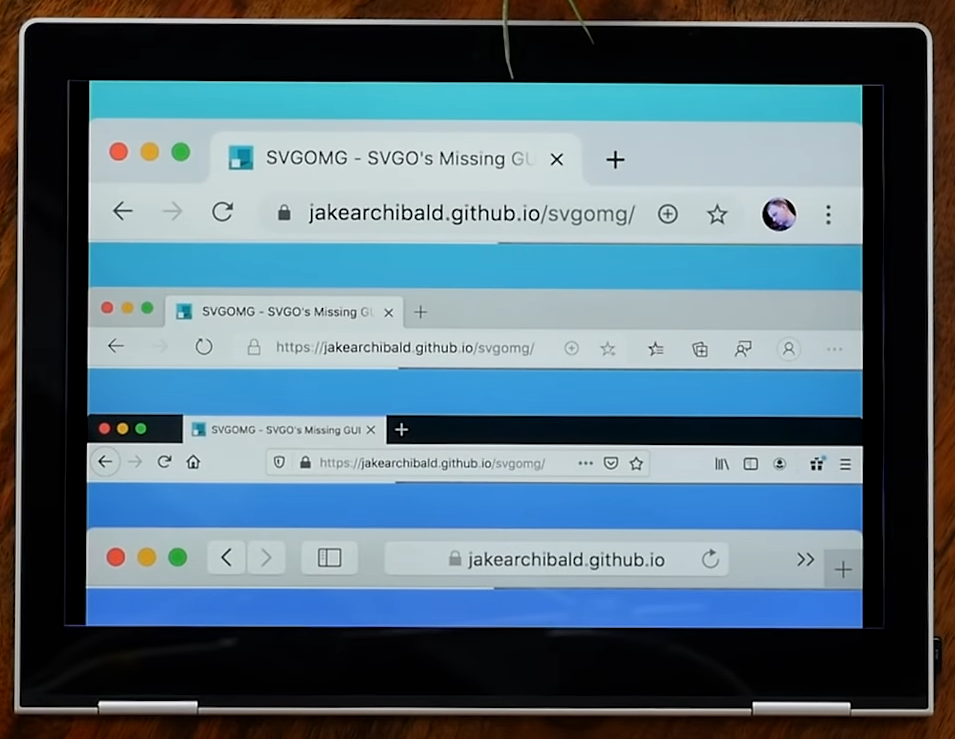 SVGOMG - SVGO's Missing GU
jakearchibald.github.io/svgomg/
SVGOMG - SVGO's Missing GU
https://jakearchibald.github.io/svgomg/
SVGOMG - SVGO's Missing GUI
https://jakearchibald.github.io/svgomg/
jakearchibald.github.io